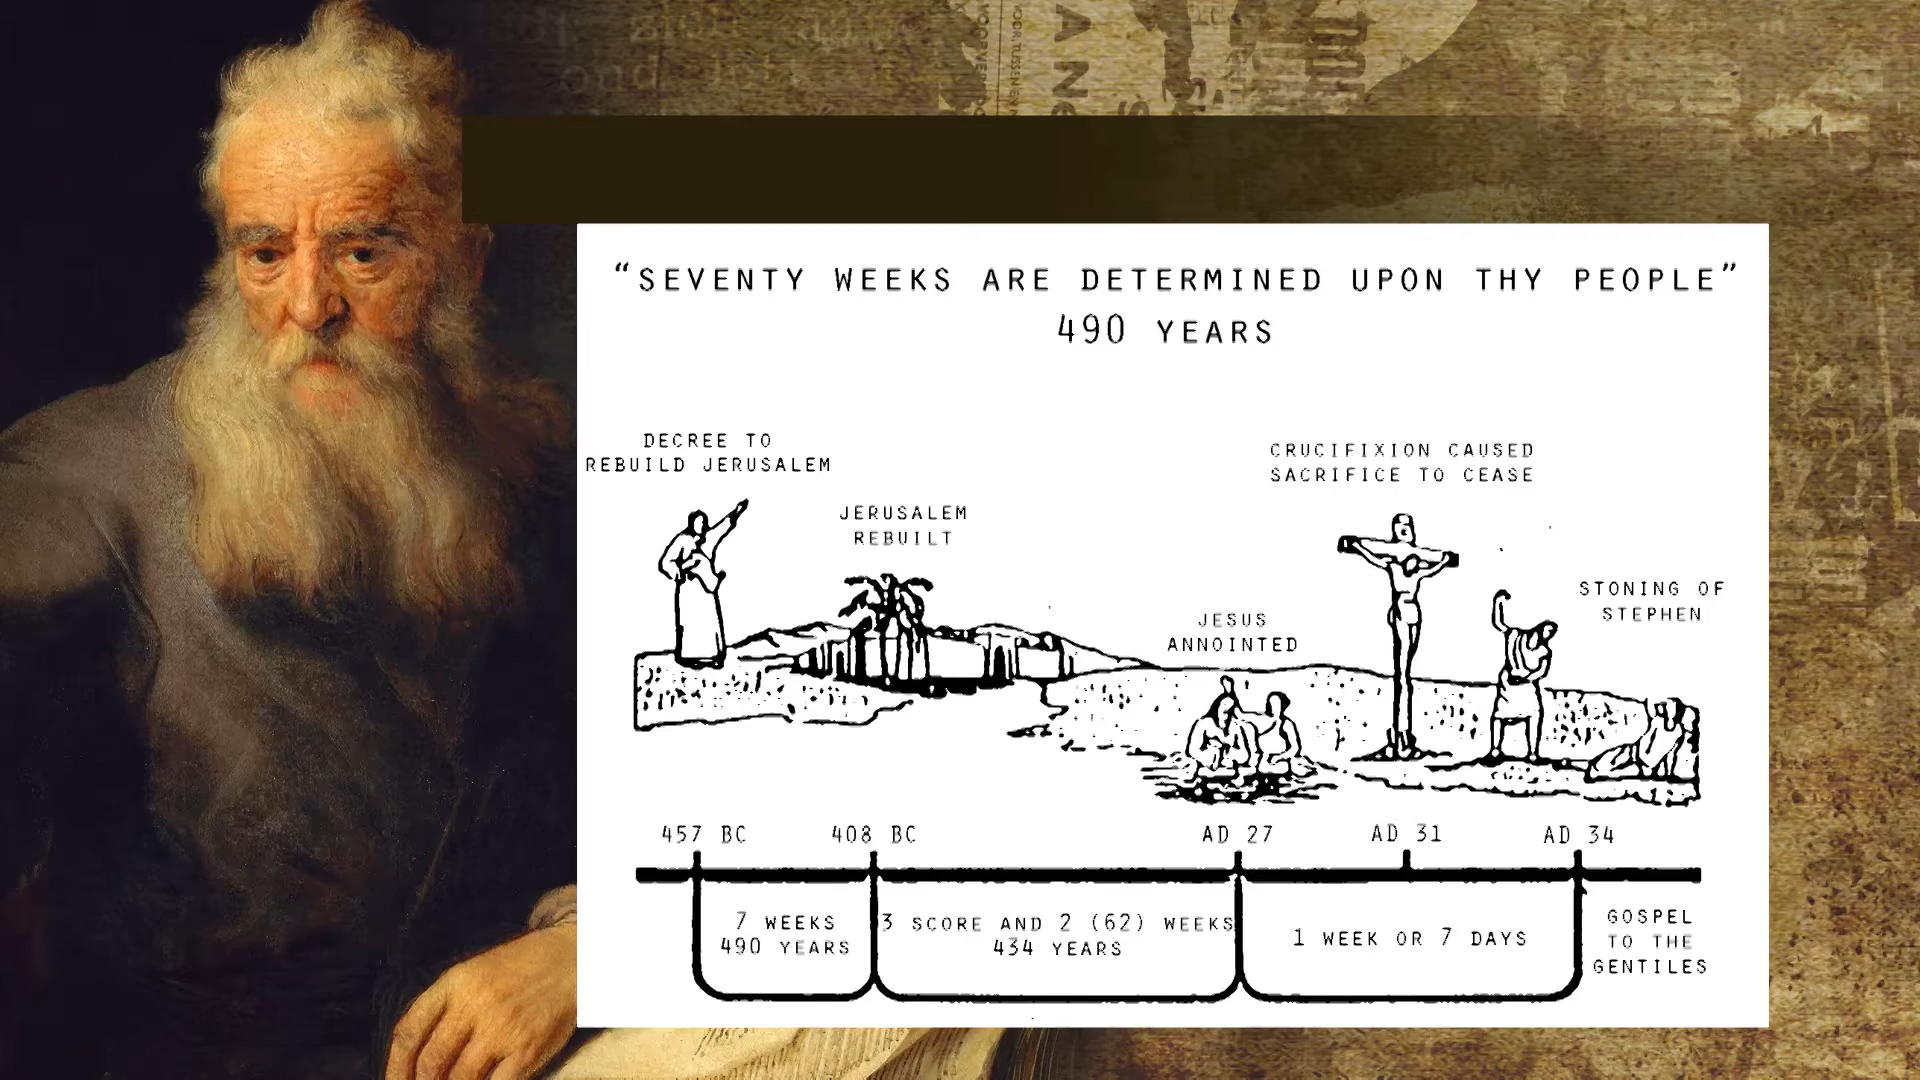 “SEVENTY WEEKS ARE DETERMINED UPON THY PEOPLE”
490 YEARS
DECREE TO
REBUILD JERUSALEM
JERUSALEM
REBUILT
JESUS
ANNOINTED
CRUCIFIXION CAUSED
SACRIFICE TO CEASE
STONING OF
STEPHEN
457 BC
408 BC
AD 27
AD 31
AD 34
7 WEEKS
490 YEARS
3 SCORE AND 2 (62) WEEKS
434 YEARS
1 WEEK OR 7 DAYS
GOSPEL
TO THE
GENTILES